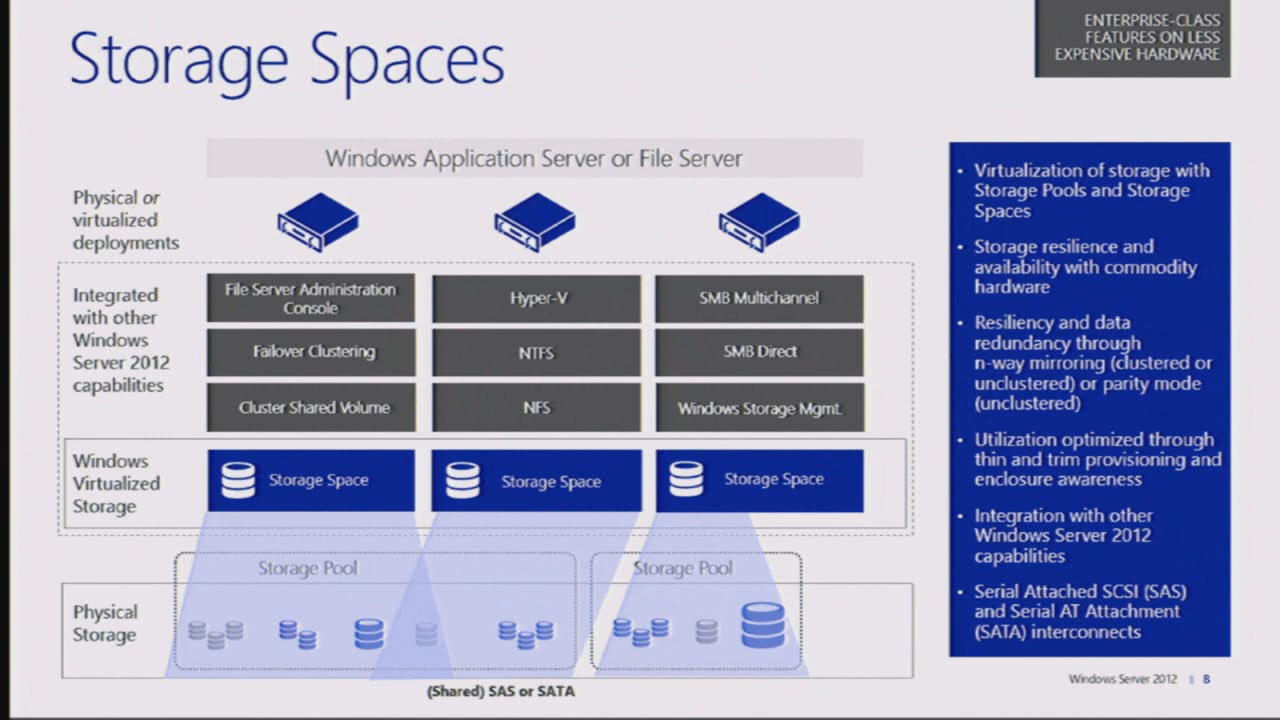 Storage Spaces
ENTERPRISE-CLASS
FEATURES ON LESS
EXPENSIVE HARDWARE
Windows Application Server or File Server
Physical or
virtualized
deployments
Integrated
with other
Windows
Server 2012
capabilities
File Server Administration
Console
Hyper-V
SMB Multichannel
Failover Clustering
NTFS
SMB Direct
Cluster Shared Volume
NFS
Windows Storage Mgmt.
Windows
Virtualized
Storage
Storage Space
Storage Space
Storage Space
Storage Pool
Storage Pool
Physical
Storage
(Shared) SAS or SATA
• Virtualization of storage with
Storage Pools and Storage
Spaces
• Storage resilience and
availability with commodity
hardware
• Resiliency and data
redundancy through
n-way mirroring (clustered or
unclustered) or parity mode
(unclustered)
• Utilization optimized through
thin and trim provisioning and
enclosure awareness
• Integration with other
Windows Server 2012
capabilities
• Serial Attached SCSI (SAS)
and Serial AT Attachment
(SATA) interconnects
Windows Server 2012 | 8